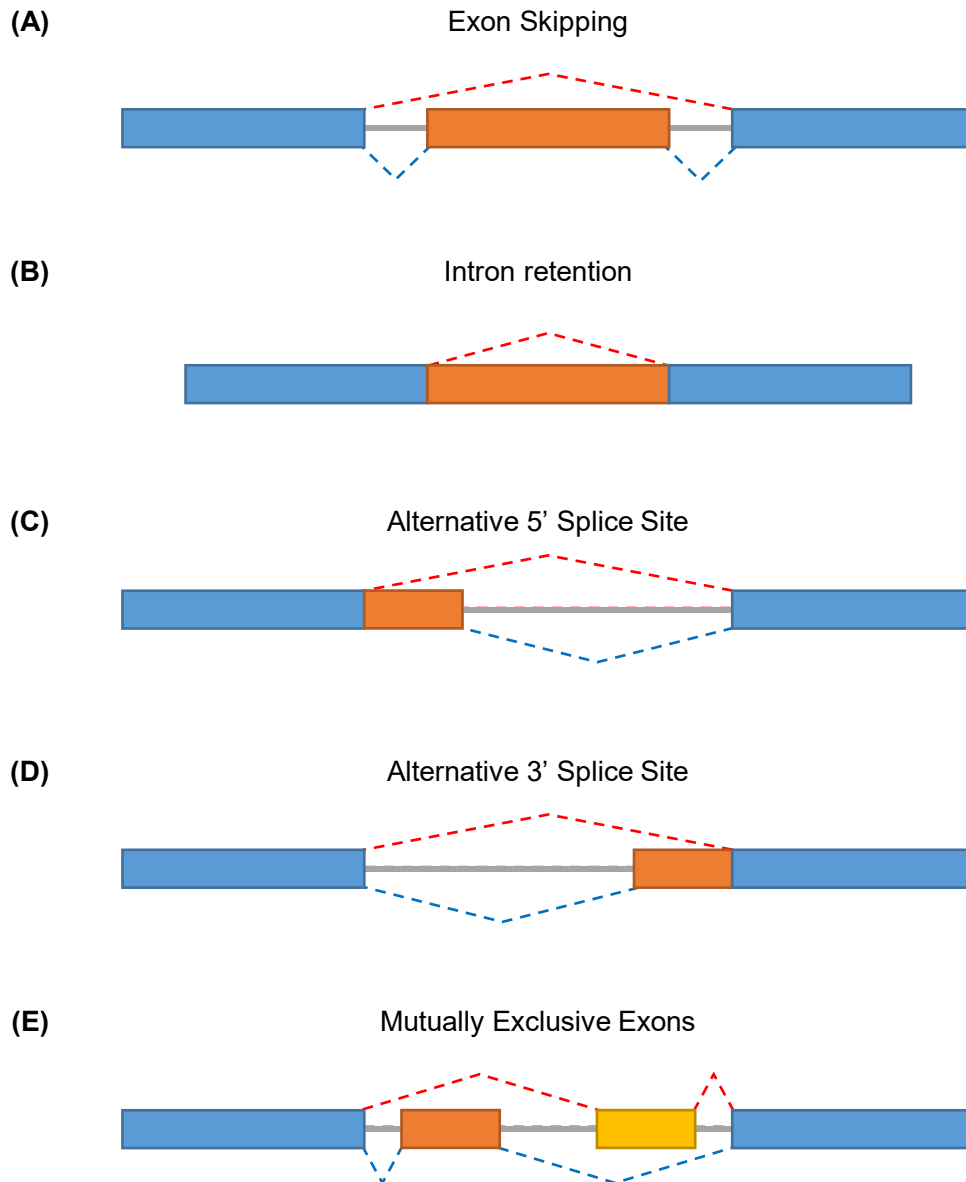 (A)
Exon Skipping
(B)
Intron retention
(C)
Alternative 5’ Splice Site
(D)
Alternative 3’ Splice Site
(E)
Mutually Exclusive Exons